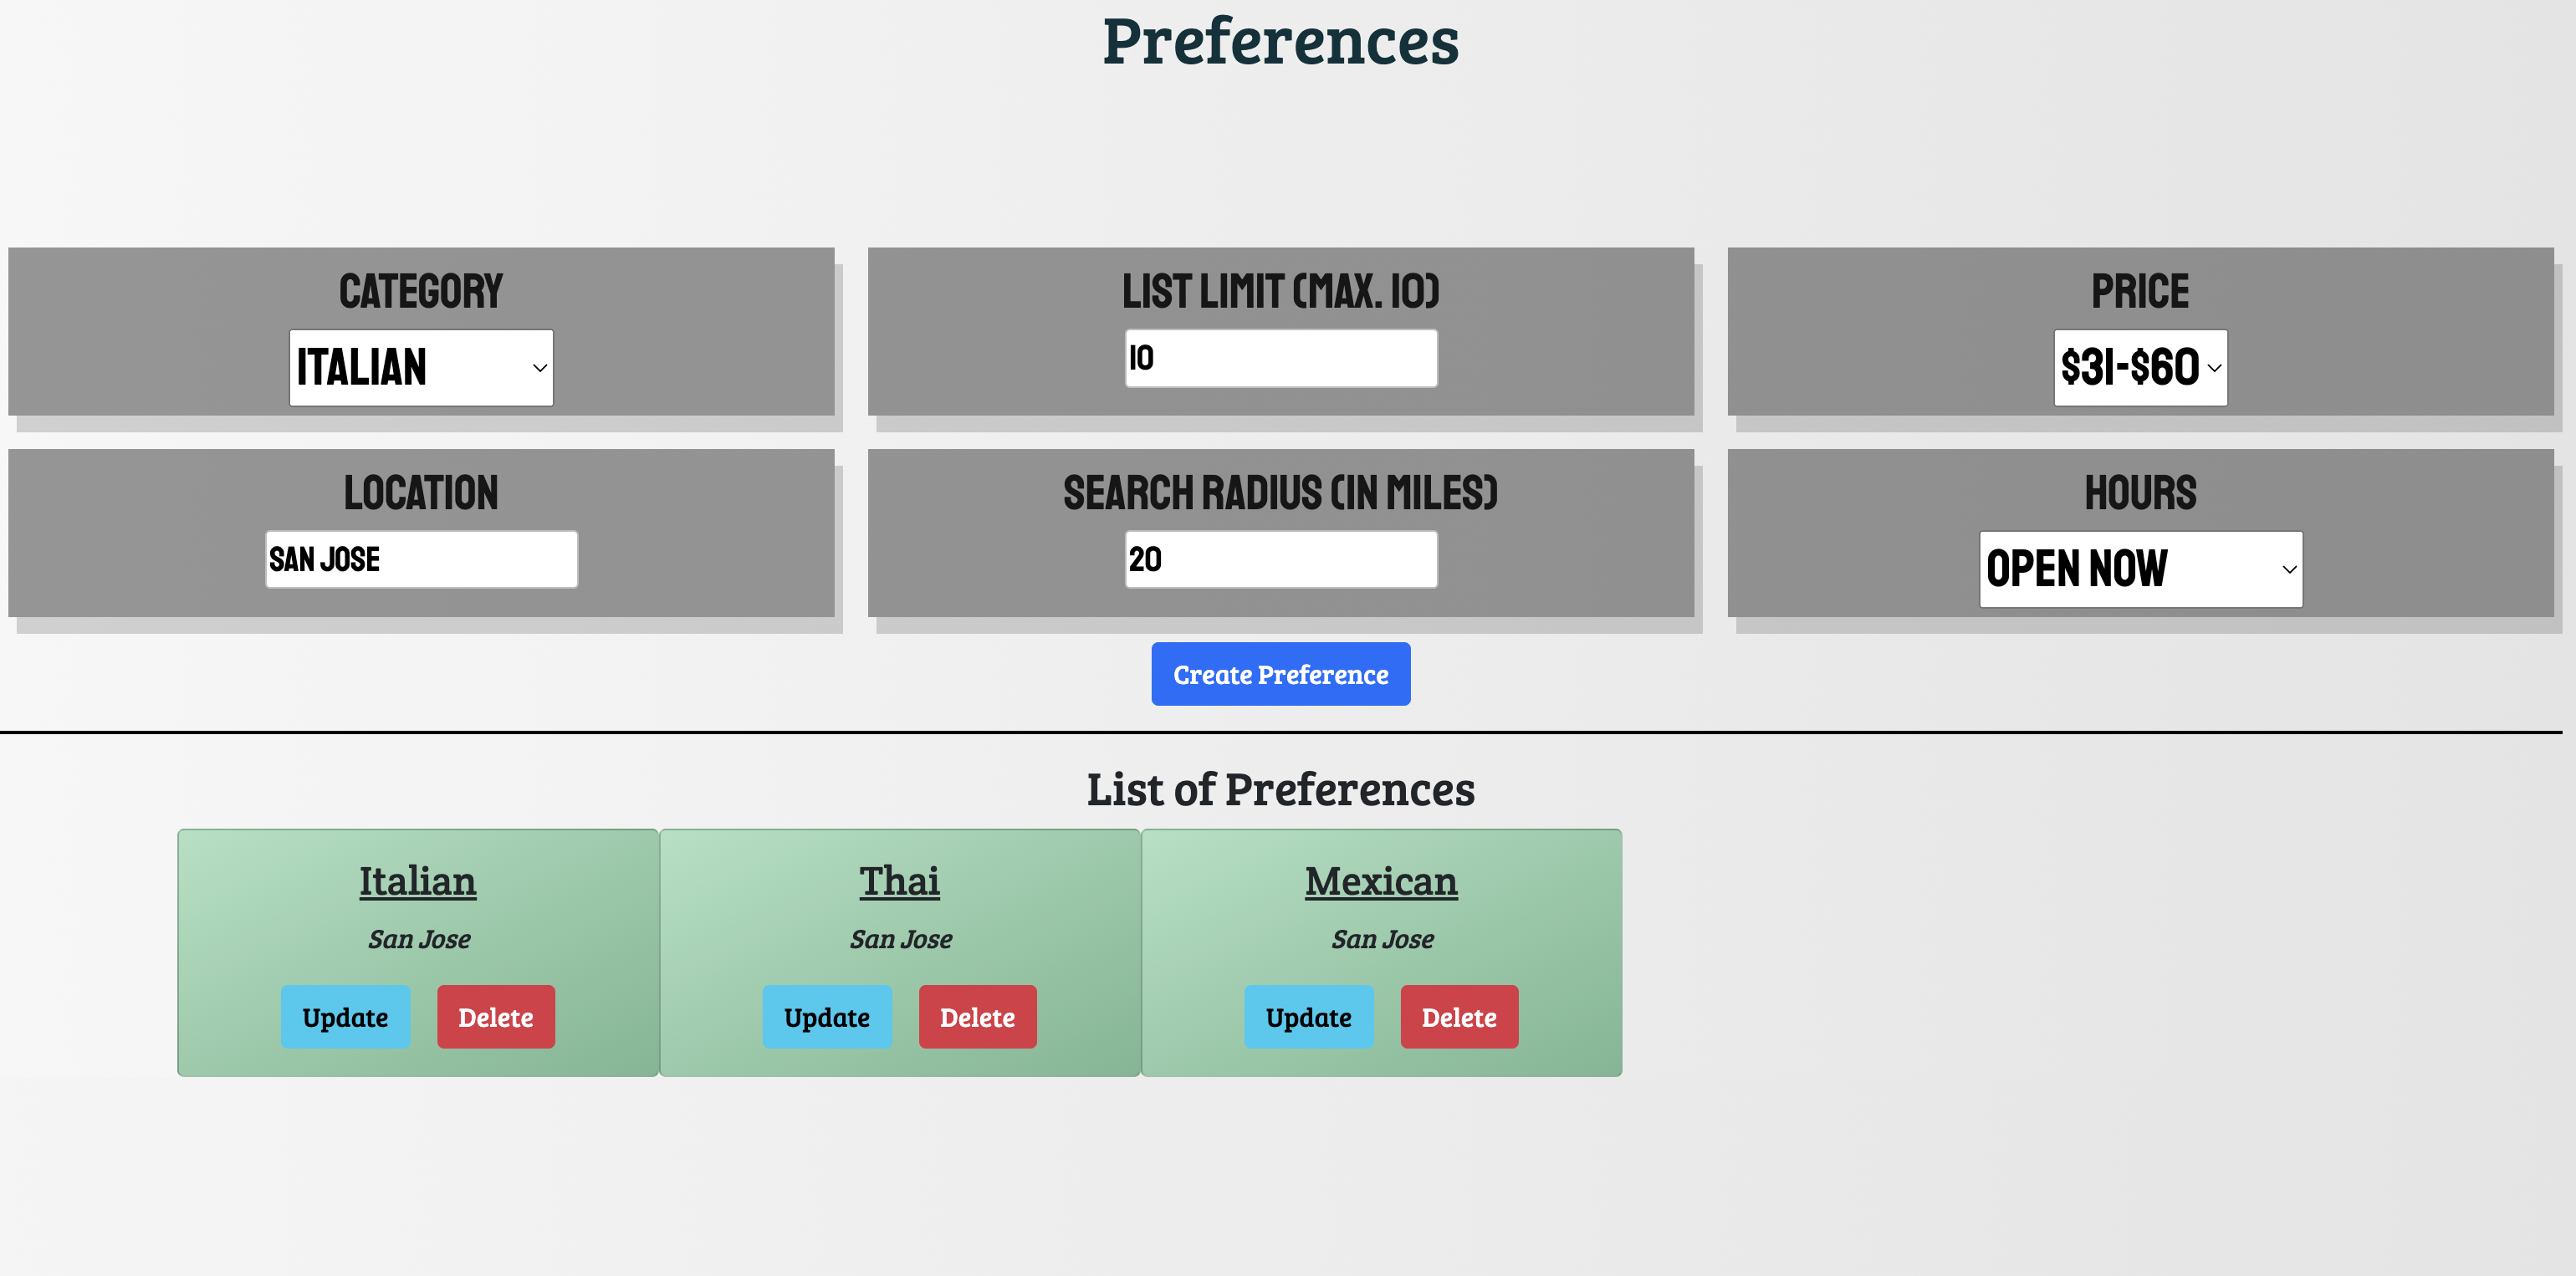 Preferences
CATEGORY
ITALIAN
LIST LIMIT (MAX. 10)
10
PRICE
$31-$60
LOCATION
SAN JOSE
SEARCH RADIUS (IN MILES)
20
HOURS
OPEN NOW
Create Preference
List of Preferences
Italian
San Jose
Update Delete
Thai
San Jose
Update Delete
Mexican
San Jose
Update Delete